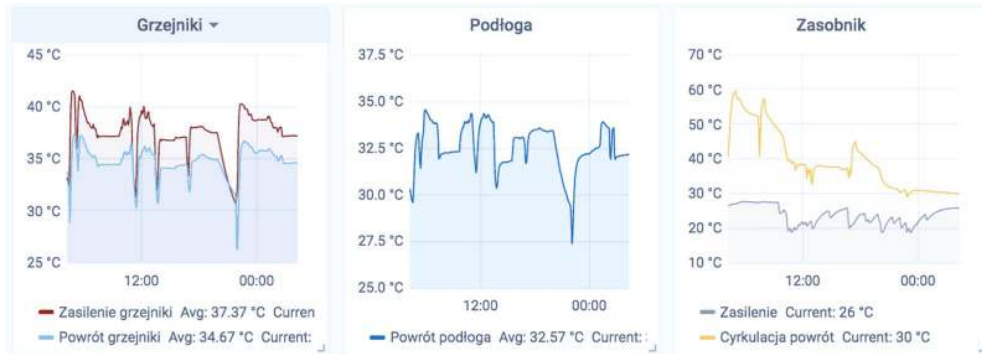 Grzejniki
45 °C
40 °C
35 °C
30 °C
25 °C
12:00
00:00
Zasilenie grzejniki Avg: 37.37 °C Curren
Powrót grzejniki Avg: 34.67 °C Current:
Podłoga
37.5 °C
35.0 °C
32.5 °C
30.0 °C
27.5 °C
25.0 °C
12:00
00:00
Powrót podłoga Avg: 32.57 °C Current:
Zasobnik
70 °C
60 °C
50 °C
40 °C
30 °C
20 °C
10 °C
12:00
00:00
Zasilenie Current: 26 °C
Cyrkulacja powrót Current: 30 °C